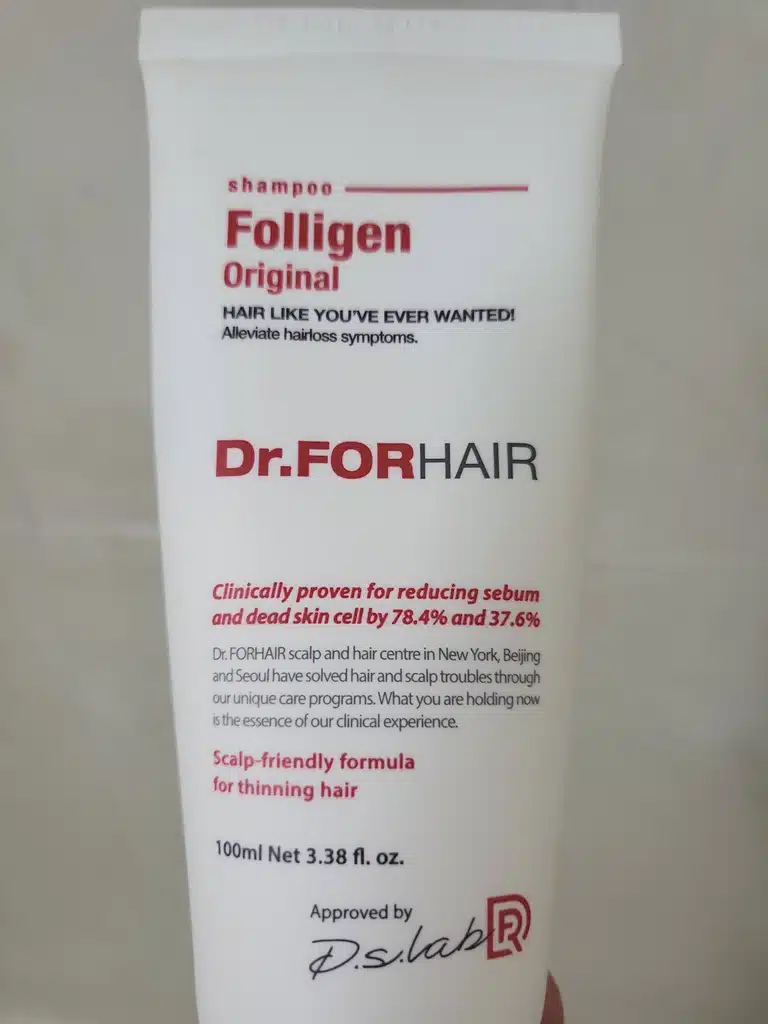 shampoo
Folligen
Original
HAIR LIKE YOU'VE EVER WANTED!
Alleviate hairloss symptoms.
Dr.FORHAIR
Clinically proven for reducing sebum
and dead skin cell by 78.4% and 37.6%
Dr. FORHAIR scalp and hair centre in New York, Beijing
and Seoul have solved hair and scalp troubles through
our unique care programs. What you are holding now
is the essence of our clinical experience.
Scalp-friendly formula
for thinning hair
100ml Net 3.38 fl. oz.
Approved by
D.s.lab